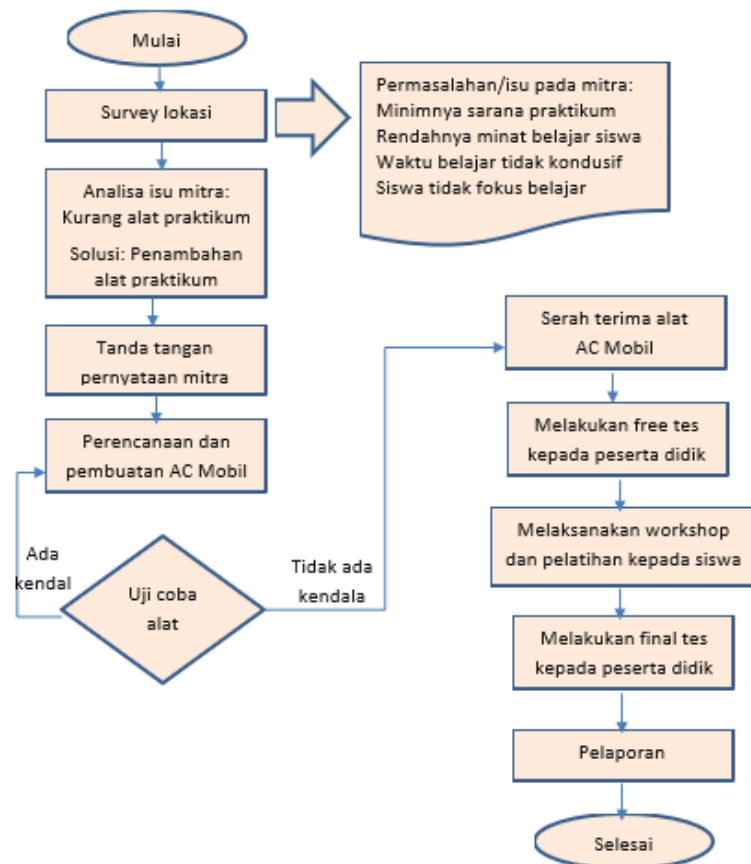 Mulai
Survey lokasi
Permasalahan/isu pada mitra:
Minimnya sarana praktikum
Rendahnya minat belajar siswa
Waktu belajar tidak kondusif
Siswa tidak fokus belajar
Analisa isu mitra:
Kurang alat praktikum
Solusi: Penambahan
alat praktikum
Tanda tangan
pernyataan mitra
Perencanaan dan
pembuatan AC Mobil
Ada
kendal
Uji coba
alat
Tidak ada
kendala
Serah terima alat
AC Mobil
Melakukan free tes
kepada peserta didik
Melaksanakan workshop
dan pelatihan kepada siswa
Melakukan final tes
kepada peserta didik
Pelaporan
Selesai